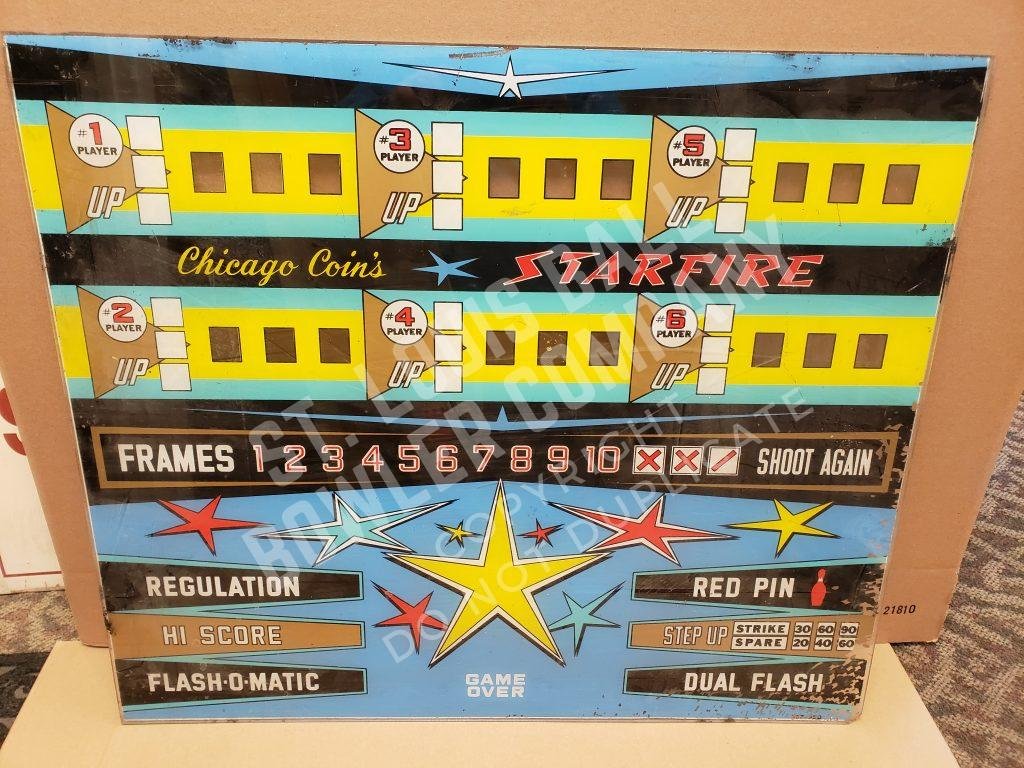 #1 PLAYER UP
#3 PLAYER UP
#5 PLAYER UP
Chicago Coin's STARFIRE
#2 PLAYER UP
#4 PLAYER UP
#6 PLAYER UP
FRAMES 1 2 3 4 5 6 7 8 9 10 X X / SHOOT AGAIN
REGULATION
RED PIN
HI SCORE
STEP UP STRIKE 30 60 90
SPARE 20 40 60
FLASH-O-MATIC
GAME
OVER
DUAL FLASH
21810
ST. LOUIS BALL
BOWLER COMPANY
COPYRIGHT
DO NOT DUPLICATE